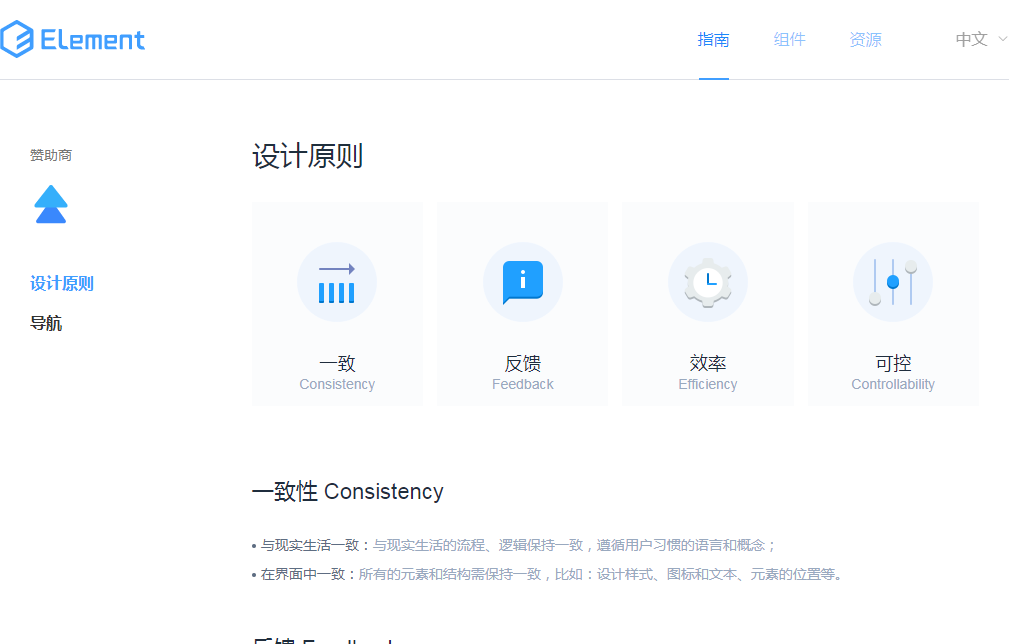 Element
指南
组件
资源
中文
赞助商
设计原则
导航
设计原则
一致
Consistency
反馈
Feedback
效率
Efficiency
可控
Controllability
一致性 Consistency
• 与现实生活一致：与现实生活的流程、逻辑保持一致，遵循用户习惯的语言和概念；
• 在界面中一致：所有的元素和结构需保持一致，比如：设计样式、图标和文本、元素的位置等。
反馈 Feedback